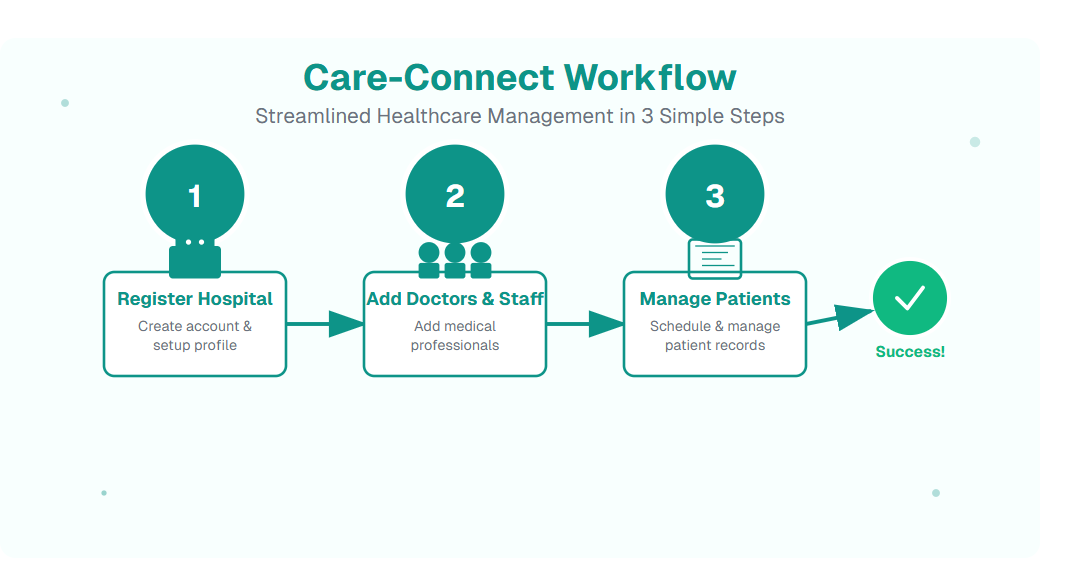 Care-Connect Workflow
Streamlined Healthcare Management in 3 Simple Steps
1
2
3
Register Hospital
Create account &
setup profile
Add Doctors & Staff
Add medical
professionals
Manage Patients
Schedule & manage
patient records
Success!